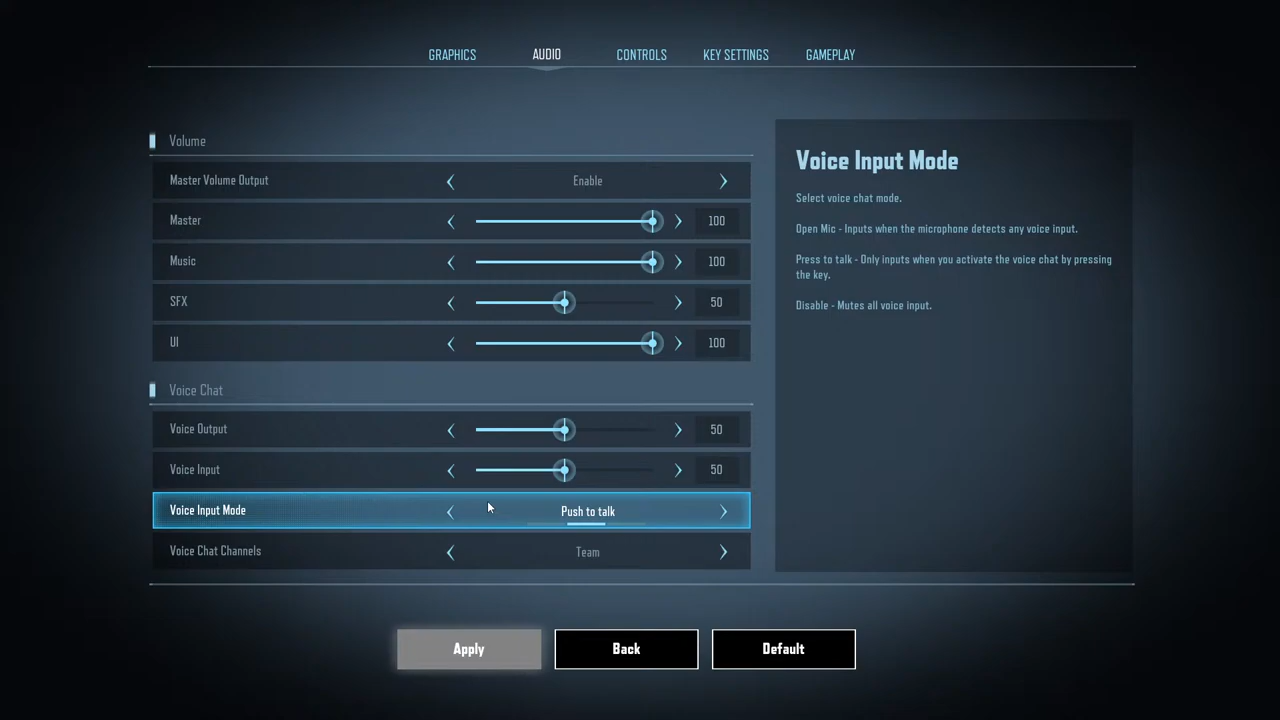 GRAPHICS
AUDIO
CONTROLS
KEY SETTINGS
GAMEPLAY
Volume
Master Volume Output
Enable
Master
100
Music
100
SFX
50
UI
100
Voice Chat
Voice Output
50
Voice Input
50
Voice Input Mode
Push to talk
Voice Chat Channels
Team
Voice Input Mode
Select voice chat mode.
Open Mic - Inputs when the microphone detects any voice input.
Press to talk - Only inputs when you activate the voice chat by pressing
the key.
Disable - Mutes all voice input.
Apply
Back
Default